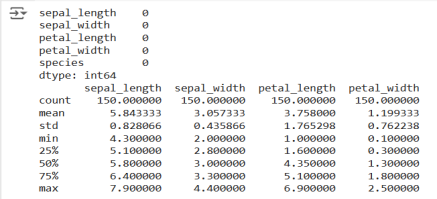 sepal_length    0
sepal_width     0
petal_length    0
petal_width     0
species         0
dtype: int64
       sepal_length  sepal_width  petal_length  petal_width
count    150.000000   150.000000    150.000000   150.000000
mean       5.843333     3.057333      3.758000     1.199333
std        0.828066     0.435866      1.765298     0.762238
min        4.300000     2.000000      1.000000     0.100000
25%        5.100000     2.800000      1.600000     0.300000
50%        5.800000     3.000000      4.350000     1.300000
75%        6.400000     3.300000      5.100000     1.800000
max        7.900000     4.400000      6.900000     2.500000